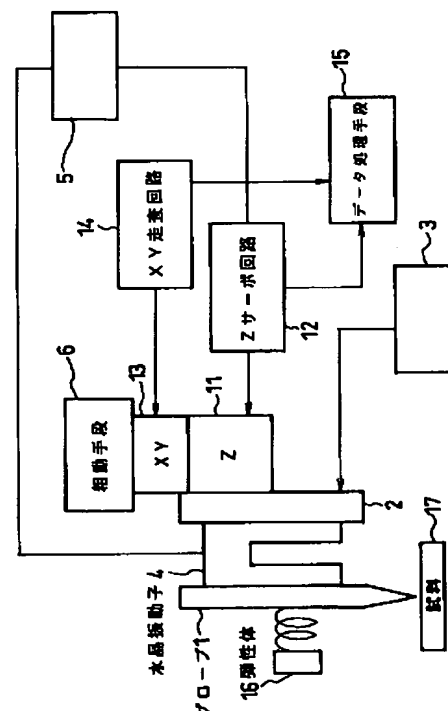 5
15
データ処理手段
XY走査回路
14
Zサーボ回路
12
3
6
粗動手段
13
XY
11
Z
2
水晶振動子4
プローブ1
16弾性体
17
試料